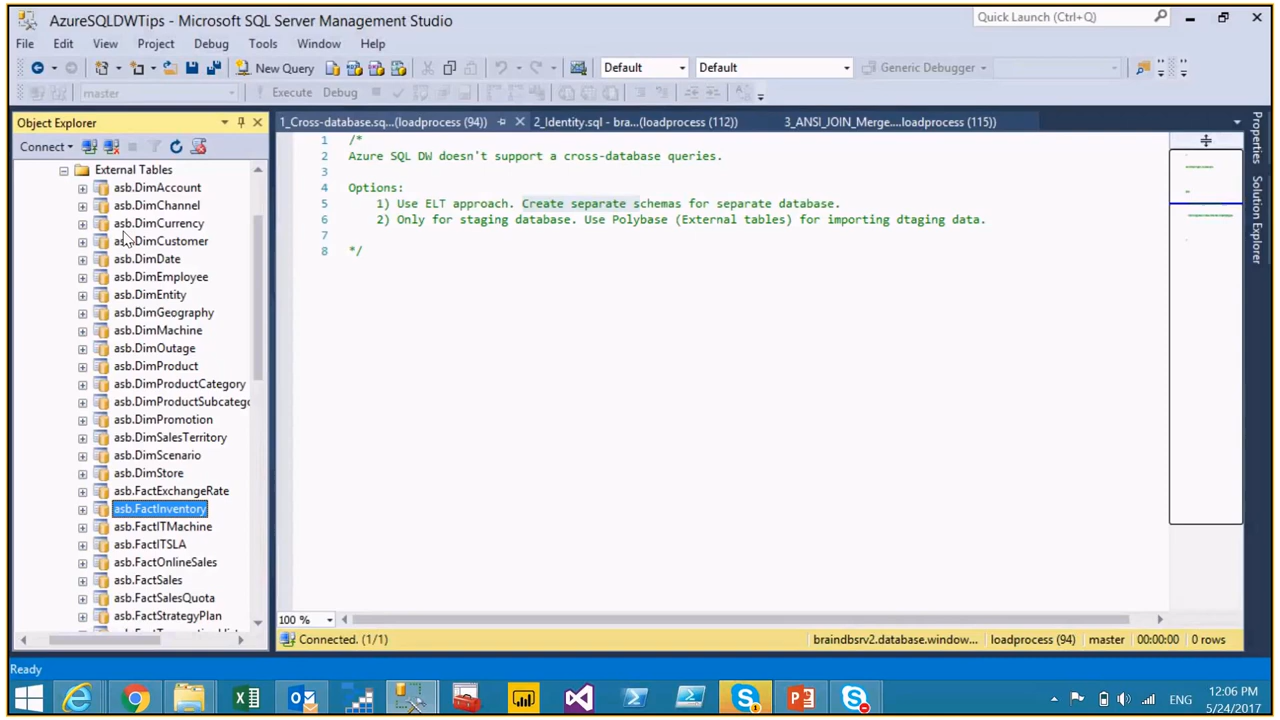 AzureSQLDWTips - Microsoft SQL Server Management Studio
Quick Launch (Ctrl+Q)
File Edit View Project Debug Tools Window Help
New Query Default Default Generic Debugger
master Execute Debug
Object Explorer
Connect
External Tables
asb.DimAccount
asb.DimChannel
asb.DimCurrency
asb.DimCustomer
asb.DimDate
asb.DimEmployee
asb.DimEntity
asb.DimGeography
asb.DimMachine
asb.DimOutage
asb.DimProduct
asb.DimProductCategory
asb.DimProductSubcatego
asb.DimPromotion
asb.DimSalesTerritory
asb.DimScenario
asb.DimStore
asb.FactExchangeRate
asb.FactInventory
asb.FactITMachine
asb.FactITSLA
asb.FactOnlineSales
asb.FactSales
asb.FactSalesQuota
asb.FactStrategyPlan
1_Cross-database.sq...(loadprocess (94)) 2_Identity.sql - bra...(loadprocess (112)) 3_ANSI_JOIN_Merge....(loadprocess (115))
1 /*
2 Azure SQL DW doesn't support a cross-database queries.
3
4 Options:
5 1) Use ELT approach. Create separate schemas for separate database.
6 2) Only for staging database. Use Polybase (External tables) for importing dtaging data.
7
8 */
100 %
Connected. (1/1) braindbsrv2.database.window... loadprocess (94) master 00:00:00 0 rows
Properties
Solution Explorer
Ready
ENG
12:06 PM
5/24/2017